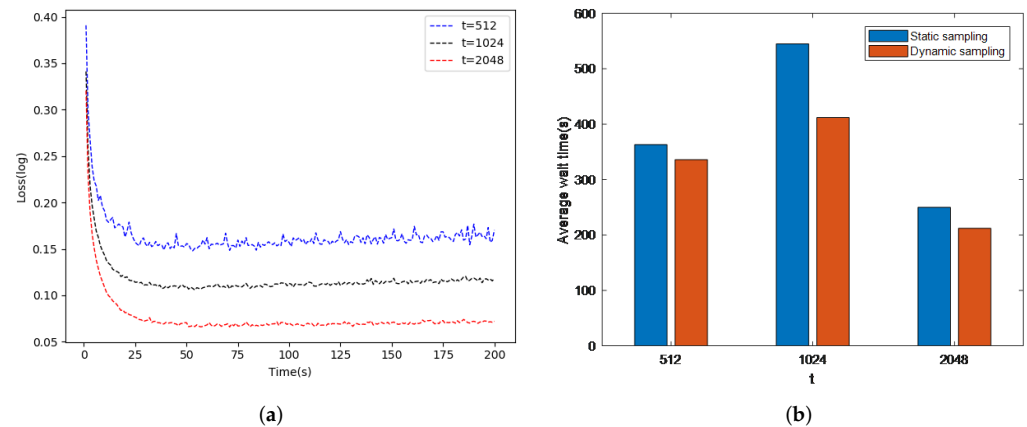 0.40
0.35
0.30
0.25
0.20
0.15
0.10
0.05
Loss(log)
0 25 50 75 100 125 150 175 200
Time(s)
t=512
t=1024
t=2048
(a)
600
500
400
300
200
100
0
Average wait time(s)
512 1024 2048
t
Static sampling
Dynamic sampling
(b)